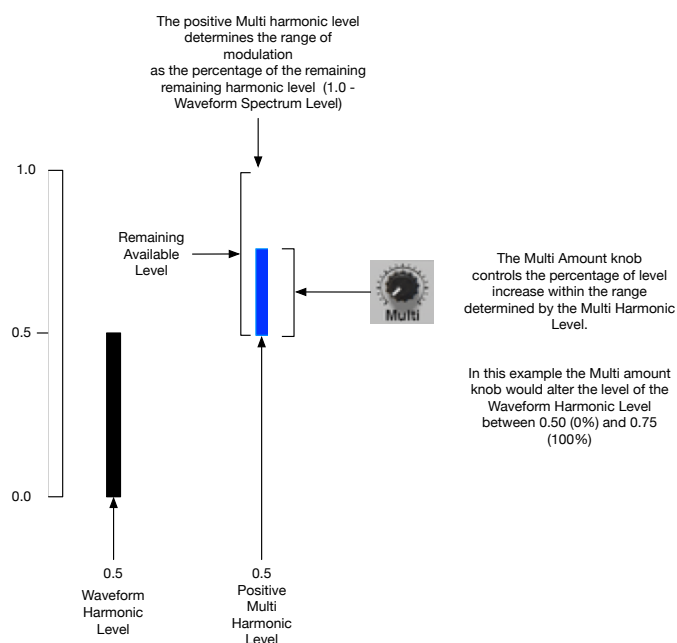 The positive Multi harmonic level
determines the range of
modulation
as the percentage of the remaining
remaining harmonic level (1.0 -
Waveform Spectrum Level)
1.0
Remaining
Available
Level
The Multi Amount knob
controls the percentage of level
increase within the range
determined by the Multi Harmonic
Level.
Multi
0.5
In this example the Multi amount
knob would alter the level of the
Waveform Harmonic Level
between 0.50 (0%) and 0.75
(100%)
0.0
0.5
Waveform
Harmonic
Level
0.5
Positive
Multi
Harmonic
Level